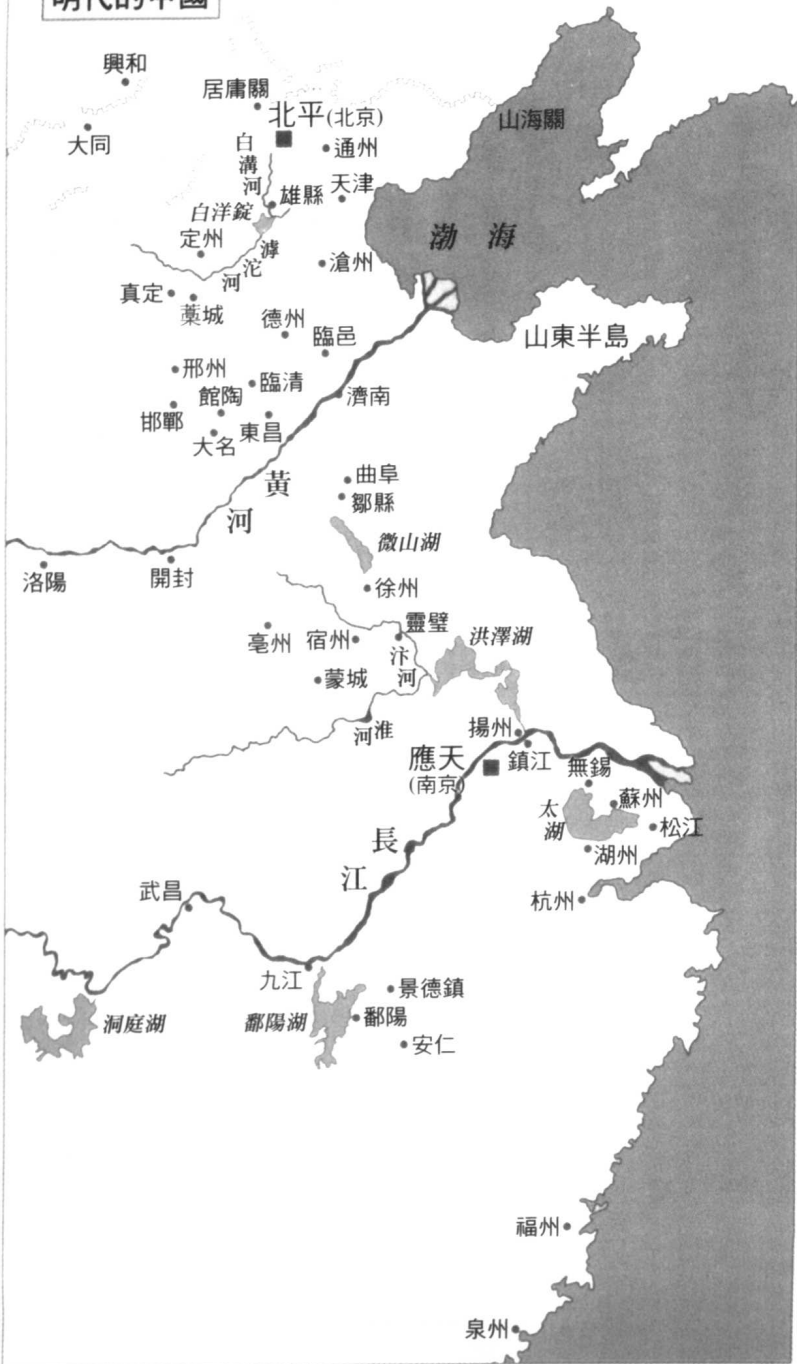 明代的中國
興和
居庸關
北平(北京)
山海關
大同
通州
白溝河
天津
雄縣
白洋錠
渤海
定州
滹沱河
滄州
真定
藁城
德州
臨邑
山東半島
邢州
臨清
館陶
濟南
邯鄲
東昌
大名
曲阜
黃河
鄒縣
微山湖
洛陽
開封
徐州
靈璧
亳州
宿州
洪澤湖
汴河
蒙城
淮河
揚州
應天
(南京)
鎮江
無錫
蘇州
太湖
松江
長江
湖州
武昌
杭州
九江
景德鎮
洞庭湖
鄱陽湖
鄱陽
安仁
福州
泉州